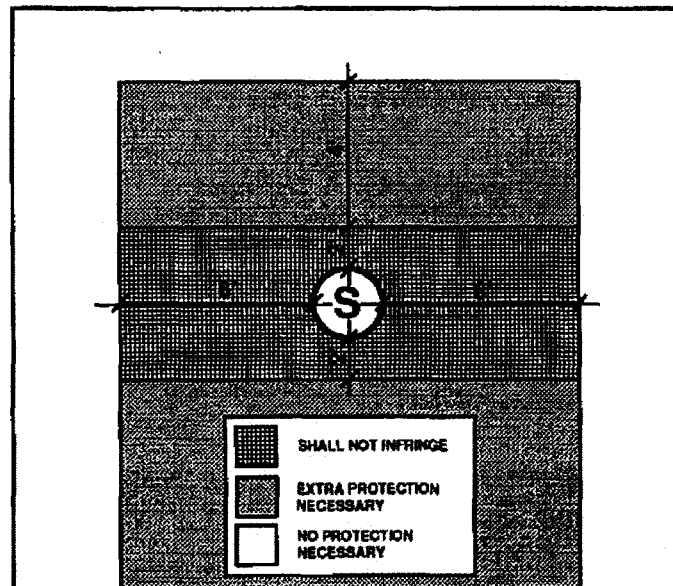 S
SHALL NOT INFRINGE
EXTRA PROTECTION
NECESSARY
NO PROTECTION
NECESSARY